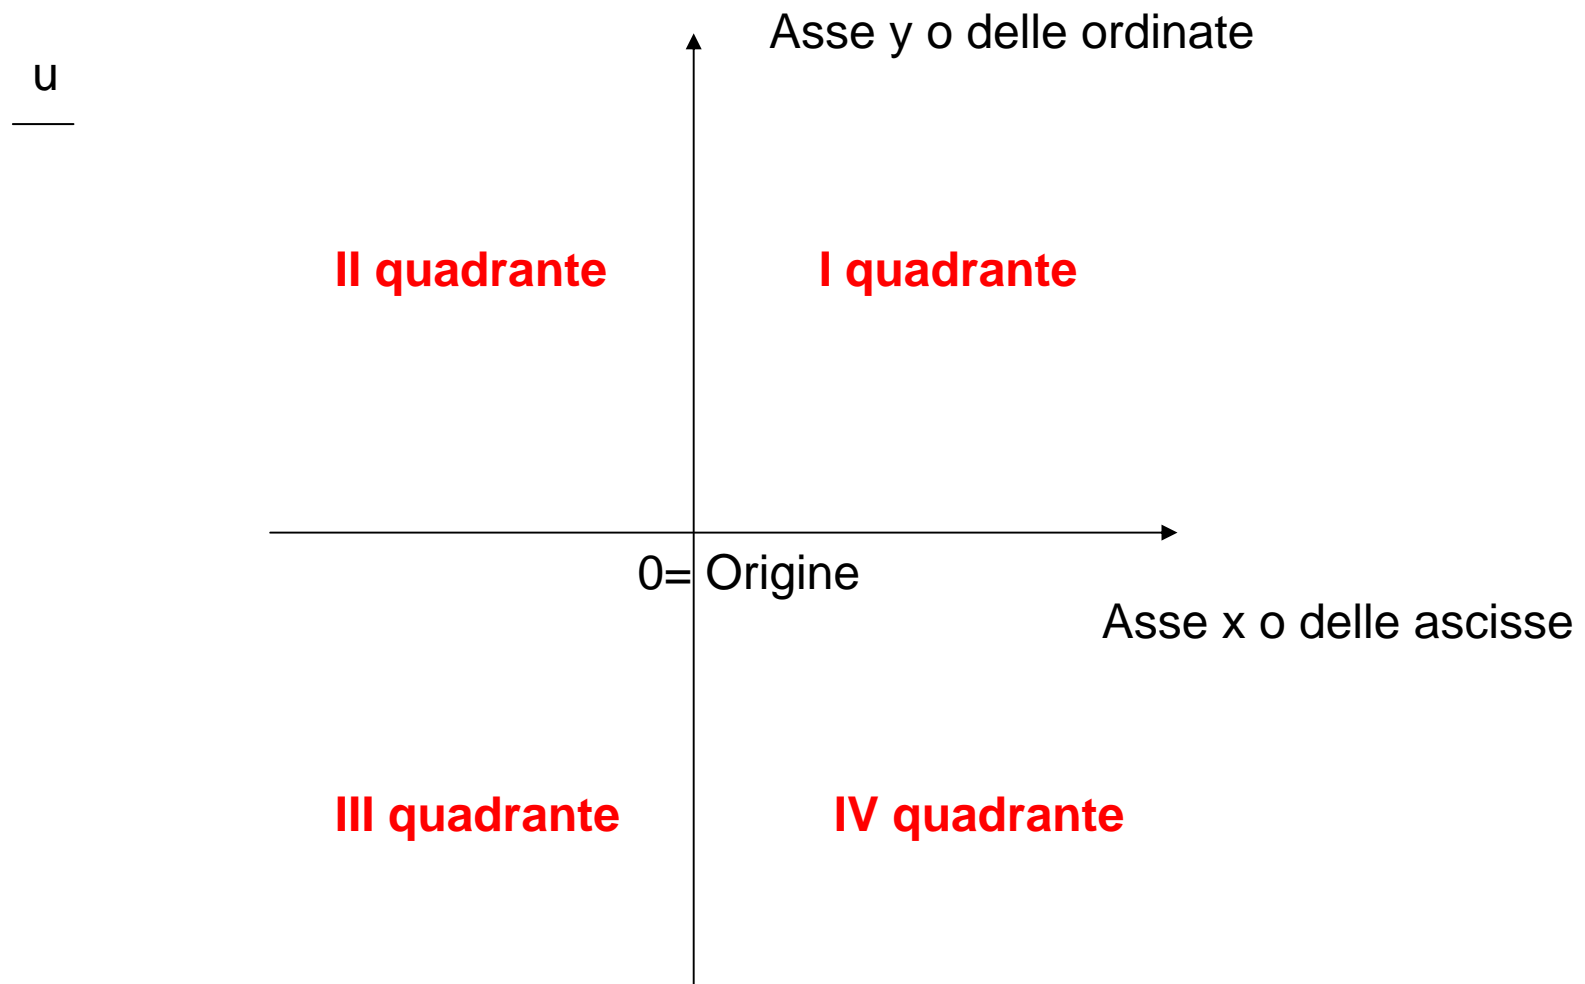 Asse y o delle ordinate
u
II quadrante
I quadrante
0= Origine
Asse x o delle ascisse
III quadrante
IV quadrante